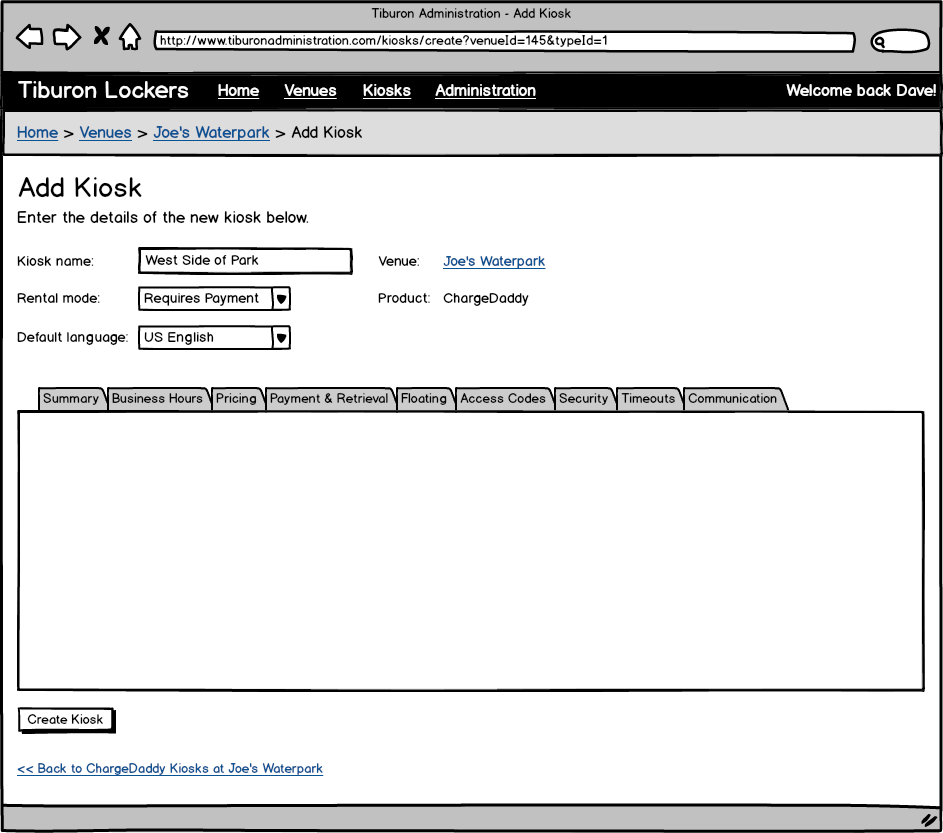 Tiburon Administration - Add Kiosk
http://www.tiburonadministration.com/kiosks/create?venueId=145&typeId=1
Tiburon Lockers Home Venues Kiosks Administration Welcome back Dave!
Home > Venues > Joe's Waterpark > Add Kiosk
Add Kiosk
Enter the details of the new kiosk below.
Kiosk name: West Side of Park Venue: Joe's Waterpark
Rental mode: Requires Payment Product: ChargeDaddy
Default language: US English
Summary Business Hours Pricing Payment & Retrieval Floating Access Codes Security Timeouts Communication
Create Kiosk
<< Back to ChargeDaddy Kiosks at Joe's Waterpark